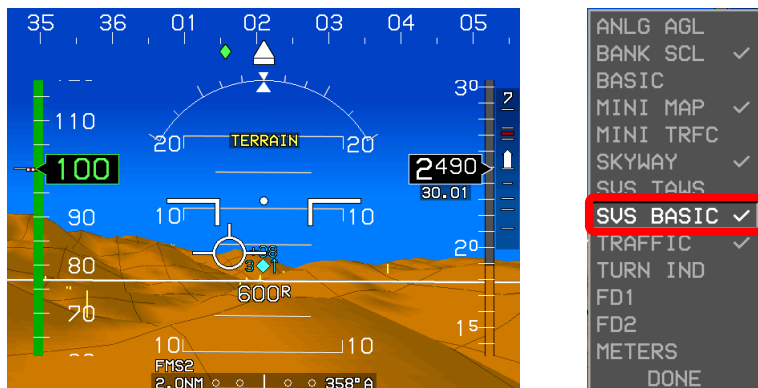 35 36 01 02 03 04 05
30
7
110
20 TERRAIN 20
100
2490
30.01
90
10 10
80
+38
3
20
600R
70
15
10 10
FMS2
2.0NM 358°A
ANLG AGL
BANK SCL ✓
BASIC
MINI MAP ✓
MINI TRFC
SKYWAY ✓
SVS TAWS
SVS BASIC ✓
TRAFFIC ✓
TURN IND
FD1
FD2
METERS
DONE